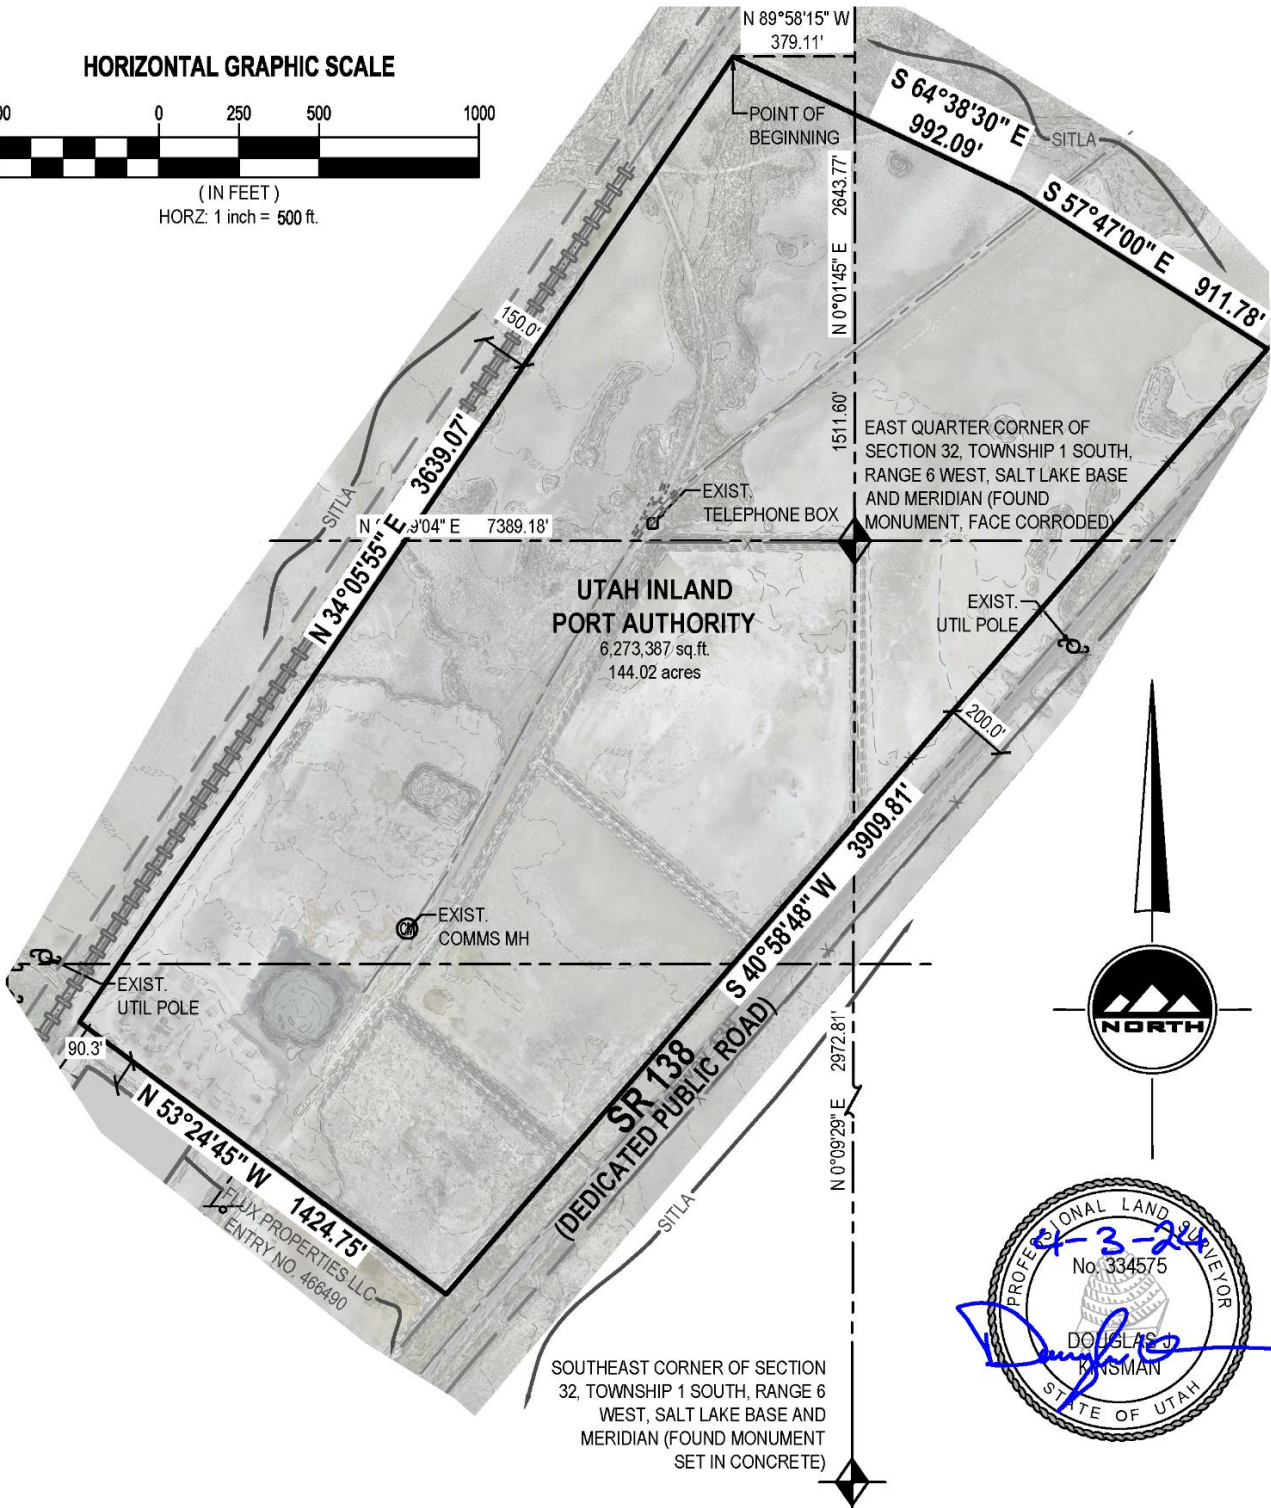 N 89°58'15" W
379.11'
HORIZONTAL GRAPHIC SCALE
0 250 500 1000
( IN FEET )
HORZ: 1 inch = 500 ft.
POINT OF
BEGINNING
S 64°38'30" E
992.09'
SITLA
S 57°47'00" E 911.78'
N 0°01'45" E 2643.77'
150.0'
1511.60'
EAST QUARTER CORNER OF
SECTION 32, TOWNSHIP 1 SOUTH,
RANGE 6 WEST, SALT LAKE BASE
AND MERIDIAN (FOUND
MONUMENT, FACE CORRODED)
N 34°05'55" E 3639.07'
SITLA
EXIST.
TELEPHONE BOX
9'04" E 7389.18'
UTAH INLAND
PORT AUTHORITY
6,273,387 sq.ft.
144.02 acres
EXIST.
UTIL POLE
200.0'
4226
4227
S 40°58'48" W 3909.81'
EXIST.
COMMS MH
CM
EXIST.
UTIL POLE
90.3'
N 53°24'45" W 1424.75'
SR 138
(DEDICATED PUBLIC ROAD)
N 0°09'29" E 2972.81'
NORTH
SITLA
FLUX PROPERTIES LLC
ENTRY NO. 466490
PROFESSIONAL LAND SURVEYOR
4-3-24
No. 334575
DOUGLAS J.
KINSMAN
STATE OF UTAH
SOUTHEAST CORNER OF SECTION
32, TOWNSHIP 1 SOUTH, RANGE 6
WEST, SALT LAKE BASE AND
MERIDIAN (FOUND MONUMENT
SET IN CONCRETE)